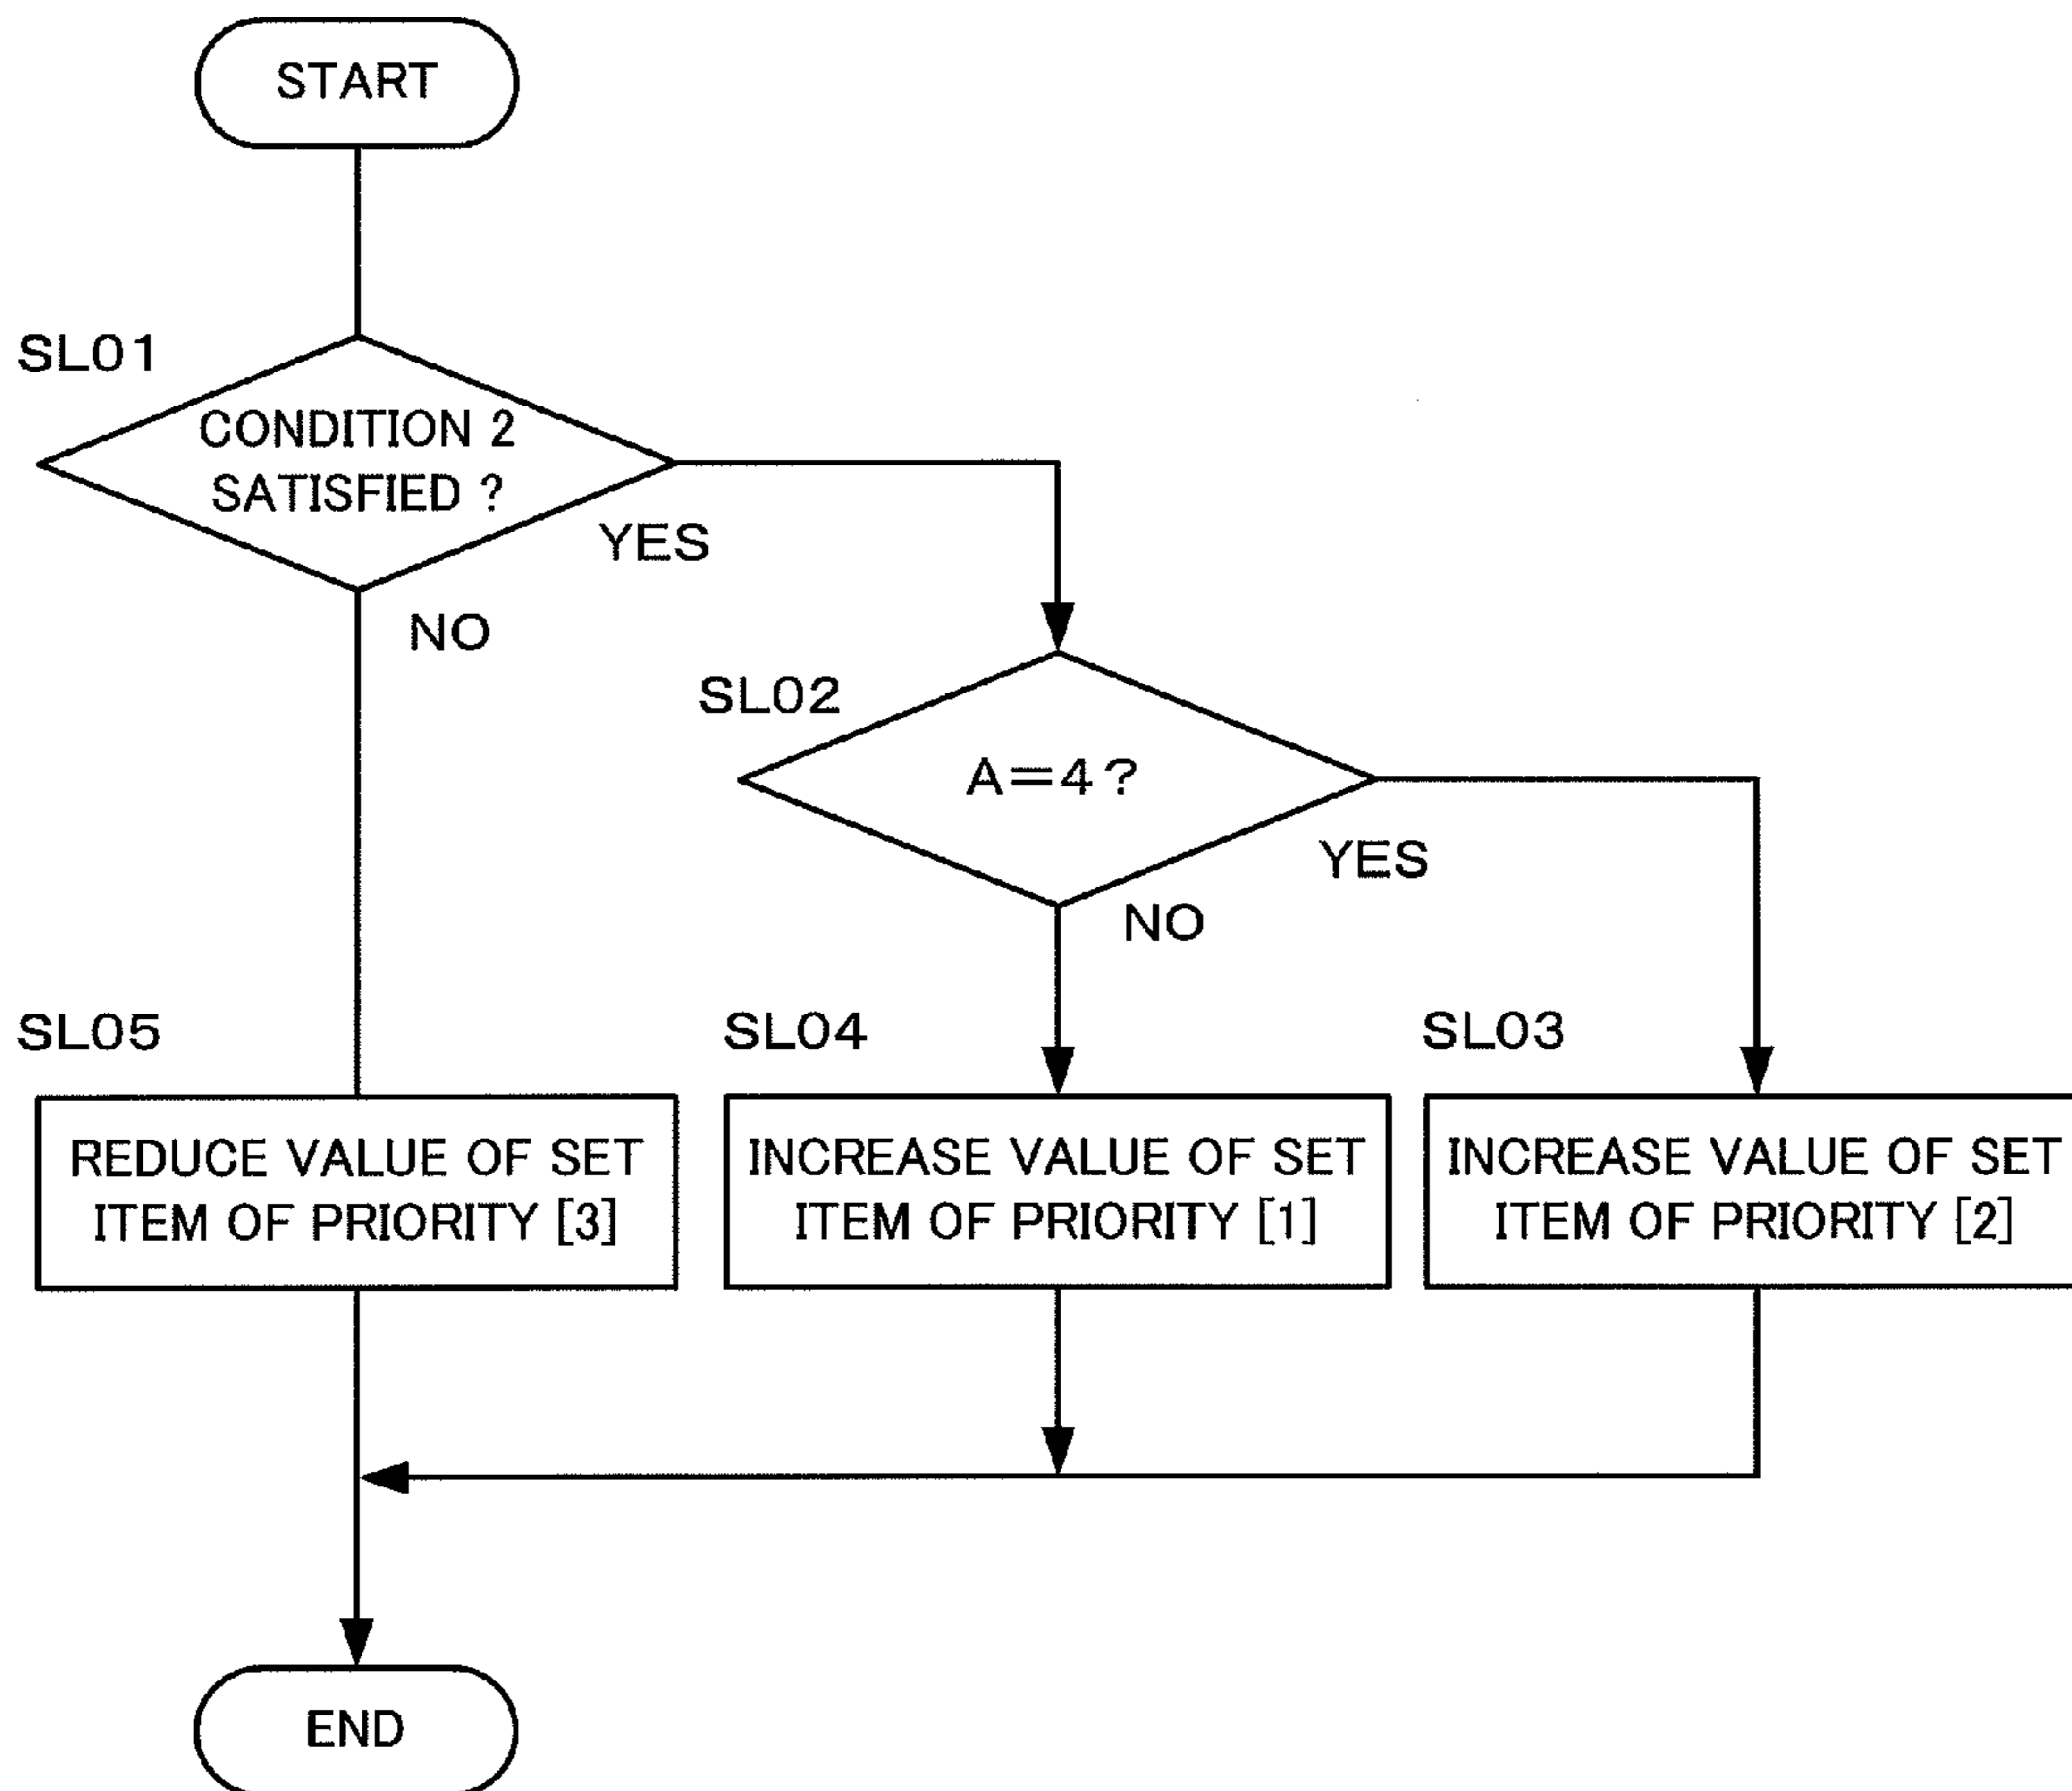 START
SL01
CONDITION 2
SATISFIED ?
YES
NO
SL02
A=4?
YES
NO
SL05
REDUCE VALUE OF SET
ITEM OF PRIORITY [3]
SL04
INCREASE VALUE OF SET
ITEM OF PRIORITY [1]
SL03
INCREASE VALUE OF SET
ITEM OF PRIORITY [2]
END